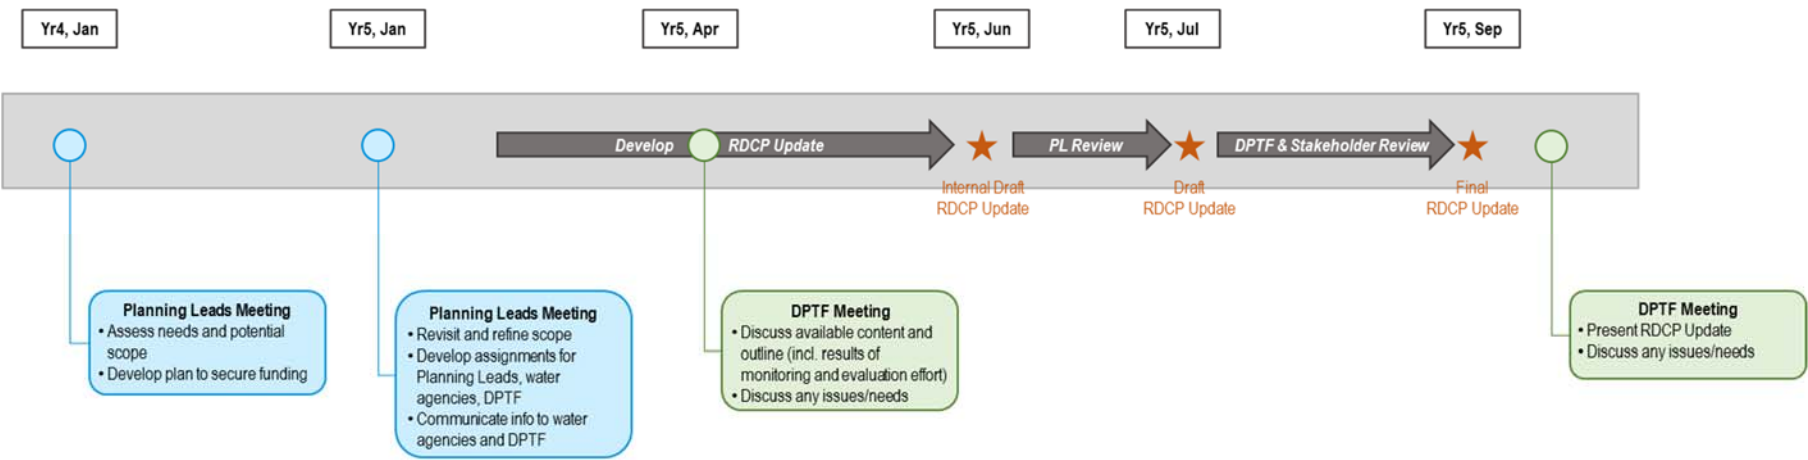 Yr4, Jan
Yr5, Jan
Yr5, Apr
Yr5, Jun
Yr5, Jul
Yr5, Sep
Develop RDCP Update
PL Review
DPTF & Stakeholder Review
Internal Draft
RDCP Update
Draft
RDCP Update
Final
RDCP Update
Planning Leads Meeting
• Assess needs and potential
scope
• Develop plan to secure funding
Planning Leads Meeting
• Revisit and refine scope
• Develop assignments for
Planning Leads, water
agencies, DPTF
• Communicate info to water
agencies and DPTF
DPTF Meeting
• Discuss available content and
outline (incl. results of
monitoring and evaluation effort)
• Discuss any issues/needs
DPTF Meeting
• Present RDCP Update
• Discuss any issues/needs